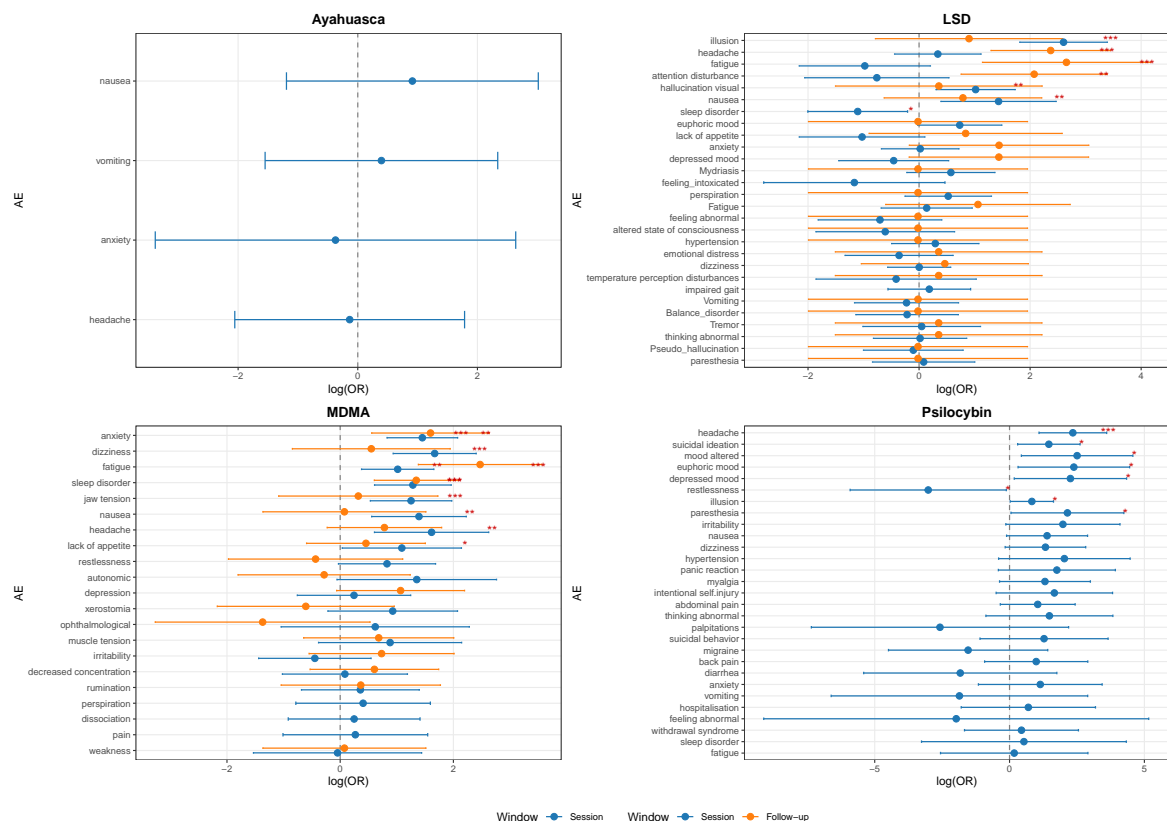 Ayahuasca
AE
nausea
vomiting
anxiety
headache
−2
0
2
log(OR)
LSD
AE
illusion
***
headache
***
fatigue
***
attention disturbance
**
hallucination visual
**
nausea
**
sleep disorder
*
euphoric mood
lack of appetite
anxiety
depressed mood
Mydriasis
feeling_intoxicated
perspiration
Fatigue
feeling abnormal
altered state of consciousness
hypertension
emotional distress
dizziness
temperature perception disturbances
impaired gait
Vomiting
Balance_disorder
Tremor
thinking abnormal
Pseudo_hallucination
paresthesia
−2
0
2
4
log(OR)
MDMA
AE
anxiety
*** **
dizziness
***
fatigue
** ***
sleep disorder
***
jaw tension
***
nausea
**
headache
**
lack of appetite
*
restlessness
autonomic
depression
xerostomia
ophthalmological
muscle tension
irritability
decreased concentration
rumination
perspiration
dissociation
pain
weakness
−2
0
2
log(OR)
Psilocybin
AE
headache
***
suicidal ideation
*
mood altered
*
euphoric mood
*
depressed mood
*
restlessness
*
illusion
*
paresthesia
*
irritability
nausea
dizziness
hypertension
panic reaction
myalgia
intentional self.injury
abdominal pain
thinking abnormal
palpitations
suicidal behavior
migraine
back pain
diarrhea
anxiety
vomiting
hospitalisation
feeling abnormal
withdrawal syndrome
sleep disorder
fatigue
−5
0
5
log(OR)
Window Session Window Session Follow−up